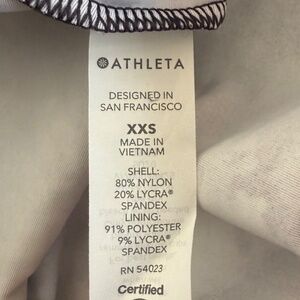 ATHLETA
DESIGNED IN
SAN FRANCISCO
XXS
MADE IN
VIETNAM
SHELL:
80% NYLON
20% LYCRA®
SPANDEX
LINING:
91% POLYESTER
9% LYCRA®
SPANDEX
RN 54023
Certified